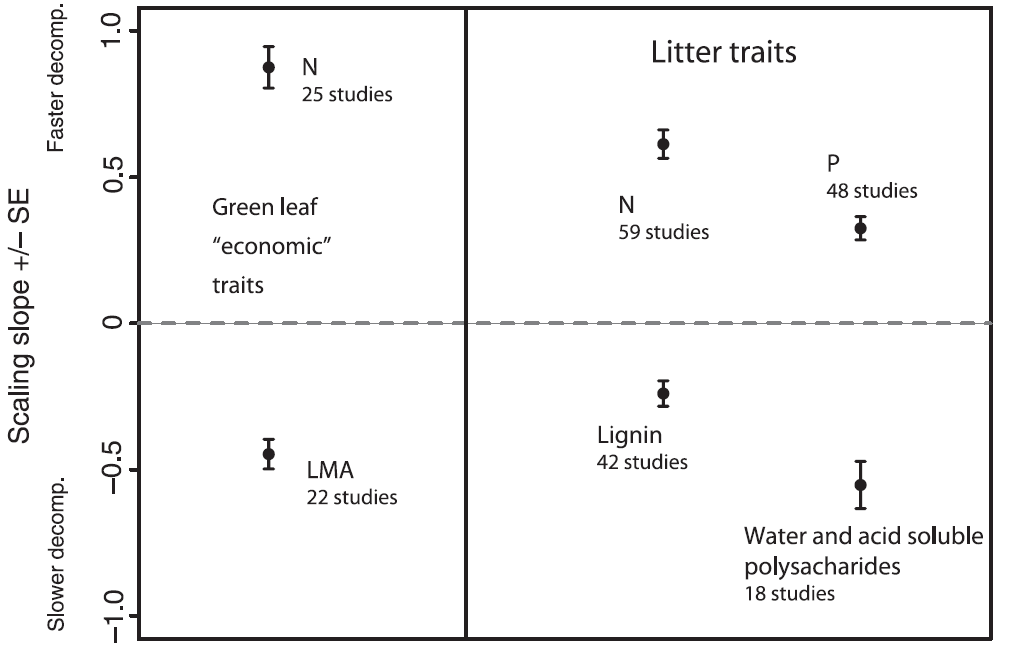 Faster decomp.
Scaling slope +/– SE
Slower decomp.
1.0
0.5
0
–0.5
–1.0
N
25 studies
Green leaf
“economic”
traits
LMA
22 studies
Litter traits
N
59 studies
P
48 studies
Lignin
42 studies
Water and acid soluble
polysacharides
18 studies